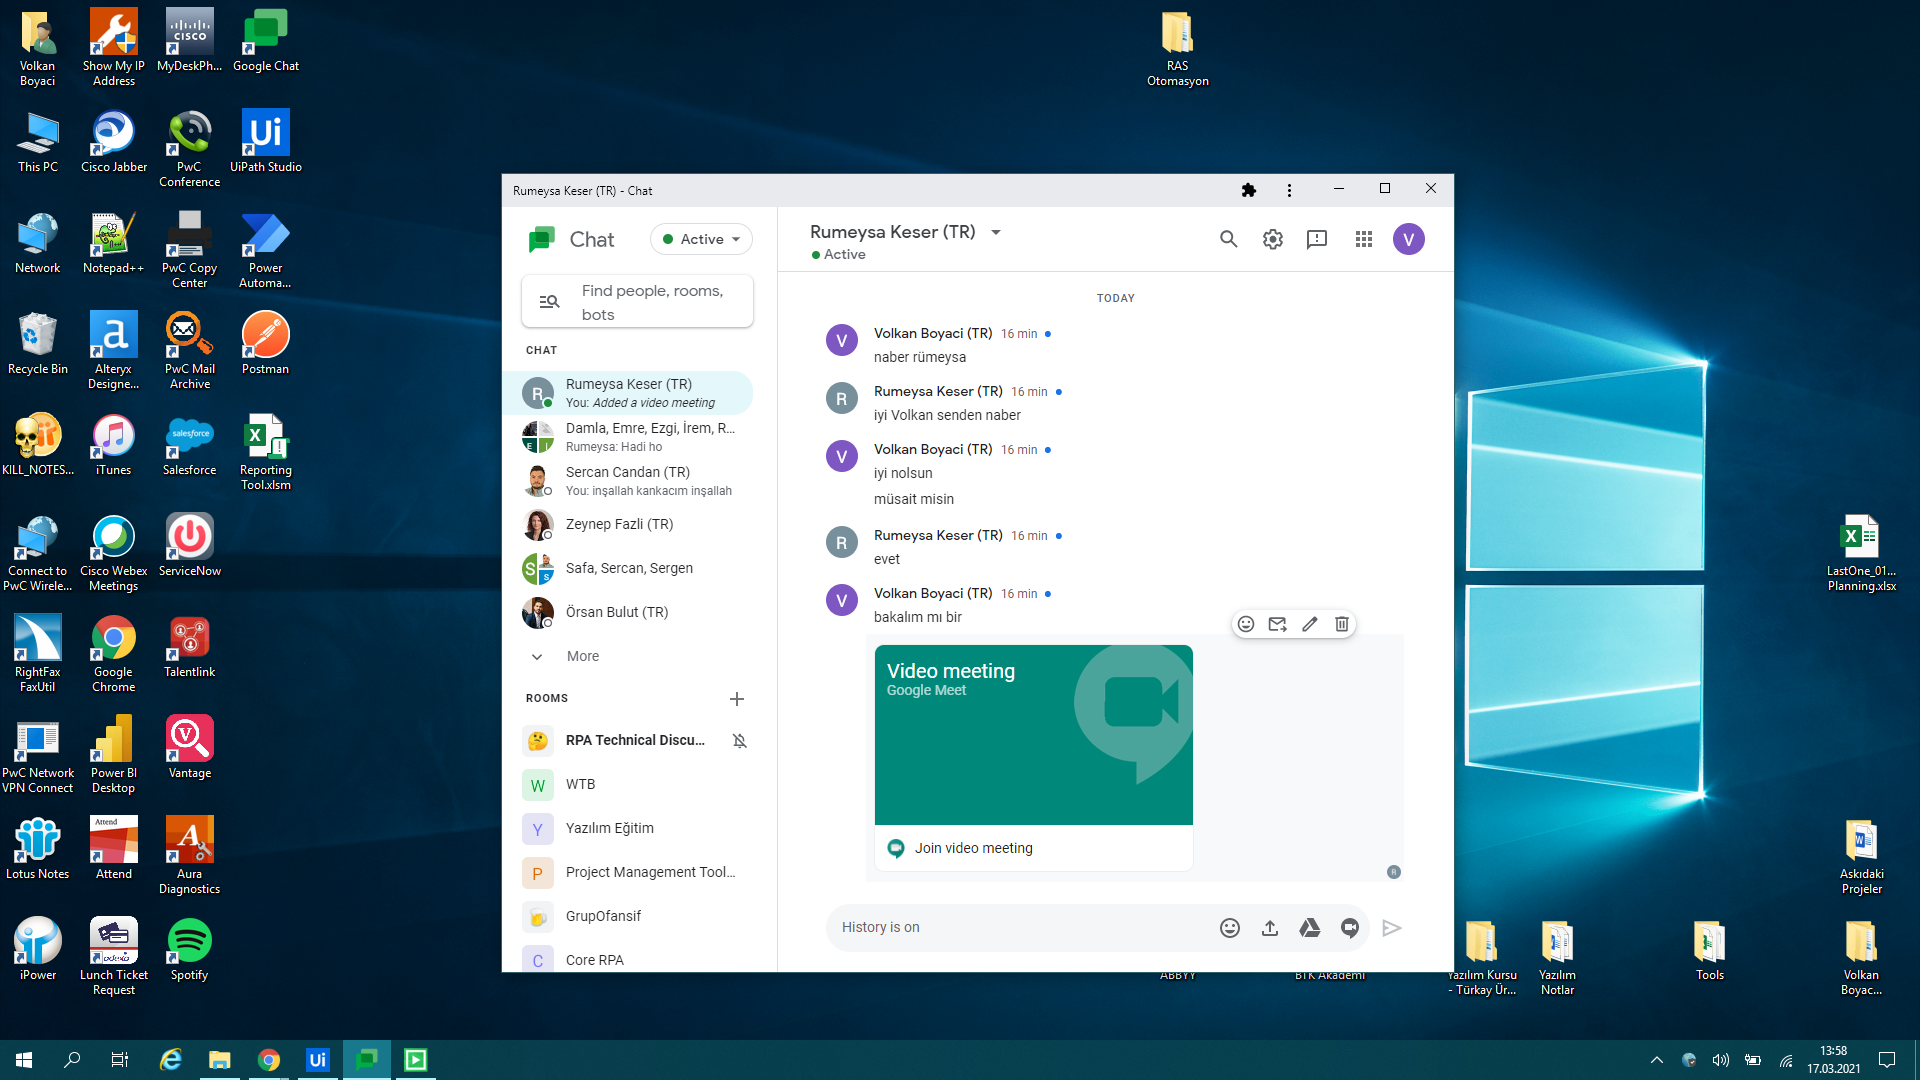 Volkan
Boyaci
Show My IP
Address
CISCO
MyDeskPh...
Google Chat
RAS
Otomasyon
This PC
Cisco Jabber
PwC
Conference
Ui
UiPath Studio
Network
Notepad++
PwC Copy
Center
Power
Automa...
Recycle Bin
a
Alteryx
Designe...
PwC Mail
Archive
Postman
KILL_NOTES...
iTunes
salesforce
Salesforce
Reporting
Tool.xlsm
Connect to
PwC Wirele...
Cisco Webex
Meetings
ServiceNow
RightFax
FaxUtil
Google
Chrome
Talentlink
PwC Network
VPN Connect
Power BI
Desktop
Vantage
Lotus Notes
Attend
Attend
Aura
Diagnostics
iPower
Lunch Ticket
Request
Spotify
Rumeysa Keser (TR) - Chat
Chat
Active
Find people, rooms,
bots
CHAT
R
Rumeysa Keser (TR)
You: Added a video meeting
Damla, Emre, Ezgi, İrem, R...
Rumeysa: Hadi ho
Sercan Candan (TR)
You: inşallah kankacım inşallah
Zeynep Fazli (TR)
S
Safa, Sercan, Sergen
Örsan Bulut (TR)
More
ROOMS
RPA Technical Discu...
W
WTB
Y
Yazılım Eğitim
P
Project Management Tool...
GrupOfansif
C
Core RPA
Rumeysa Keser (TR)
Active
V
TODAY
V
Volkan Boyaci (TR) 16 min
naber rümeysa
R
Rumeysa Keser (TR) 16 min
iyi Volkan senden naber
V
Volkan Boyaci (TR) 16 min
iyi nolsun
müsait misin
R
Rumeysa Keser (TR) 16 min
evet
V
Volkan Boyaci (TR) 16 min
bakalım mı bir
Video meeting
Google Meet
Join video meeting
R
History is on
LastOne_01...
Planning.xlsx
Askıdaki
Projeler
ABBYY
BTK Akademi
Yazılım Kursu
- Türkay Ür...
Yazılım
Notlar
Tools
Volkan
Boyac...
Ui
13:58
17.03.2021